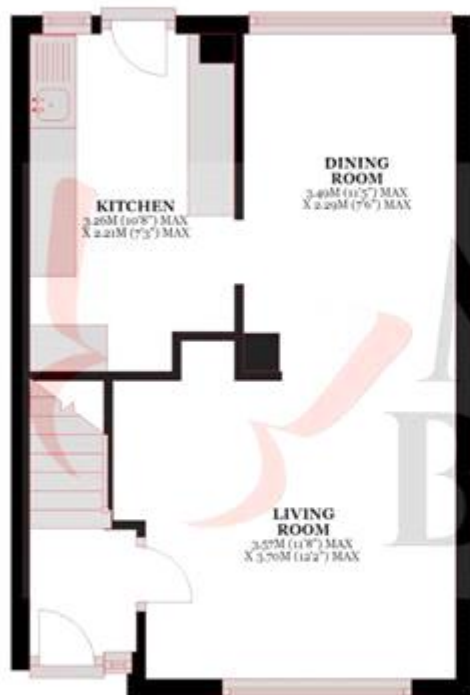 KITCHEN
3.26M (10'8") MAX
X 2.21M (7'3") MAX
DINING
ROOM
3.49M (11'5") MAX
X 2.29M (7'6") MAX
LIVING
ROOM
3.57M (11'8") MAX
X 3.70M (12'2") MAX